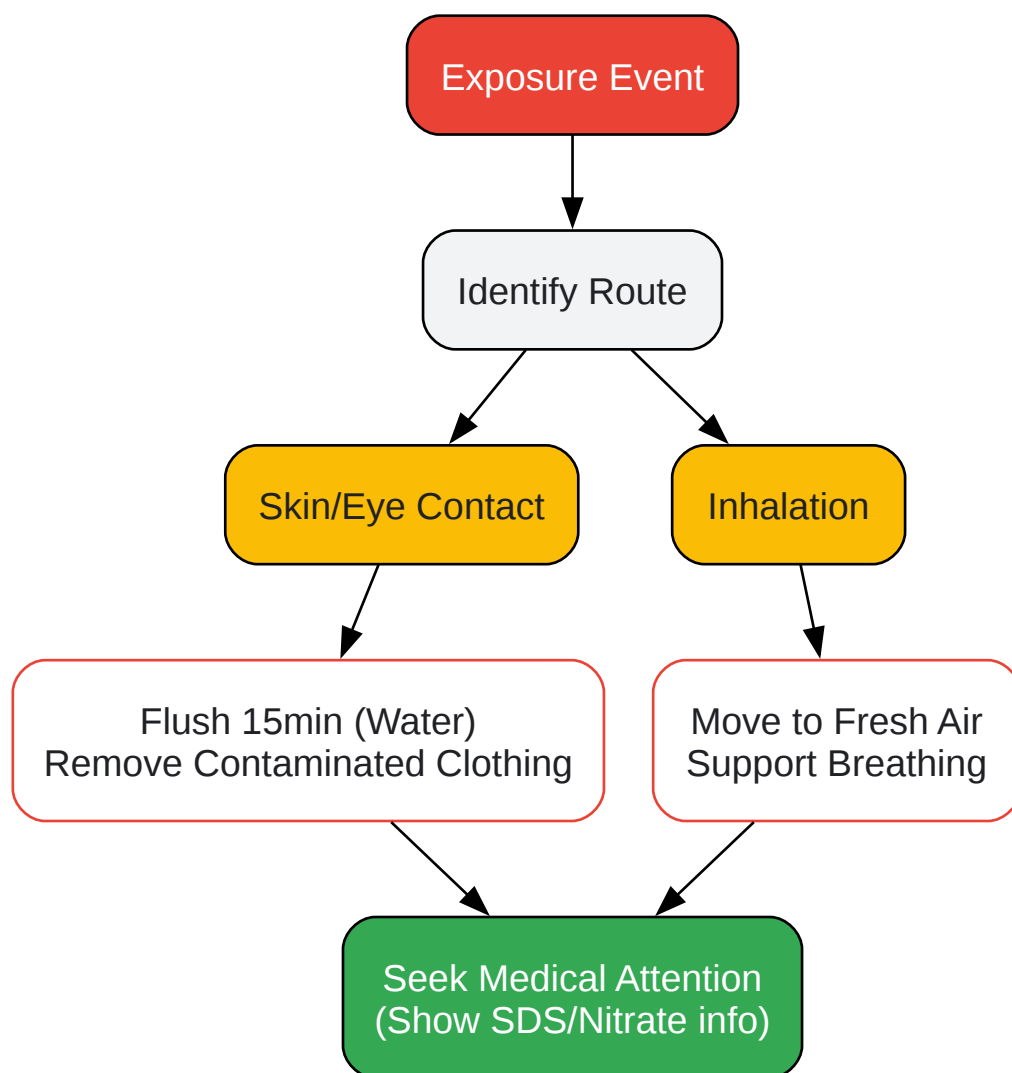 Exposure Event
Identify Route
Skin/Eye Contact
Inhalation
Flush 15min (Water)
Remove Contaminated Clothing
Move to Fresh Air
Support Breathing
Seek Medical Attention
(Show SDS/Nitrate info)